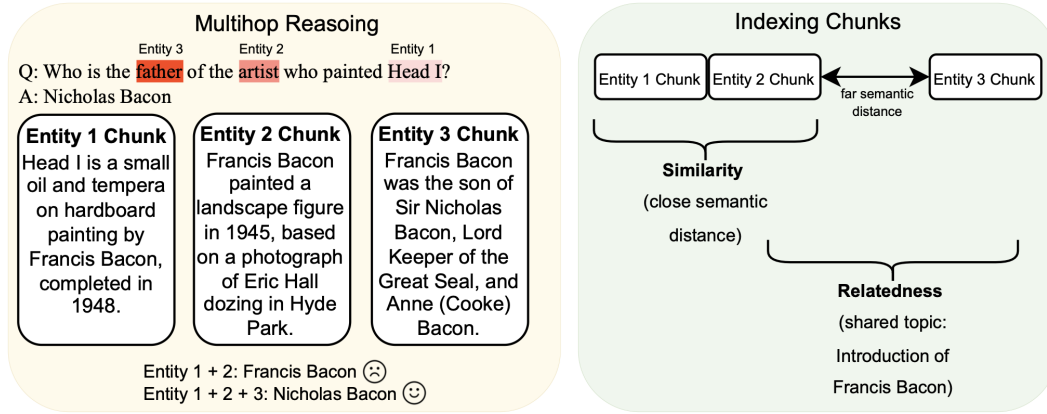 Multihop Reasoing
Entity 3
Entity 2
Entity 1
Q: Who is the father of the artist who painted Head I?
A: Nicholas Bacon
Entity 1 Chunk
Head I is a small
oil and tempera
on hardboard
painting by
Francis Bacon,
completed in
1948.
Entity 2 Chunk
Francis Bacon
painted a
landscape figure
in 1945, based
on a photograph
of Eric Hall
dozing in Hyde
Park.
Entity 3 Chunk
Francis Bacon
was the son of
Sir Nicholas
Bacon, Lord
Keeper of the
Great Seal, and
Anne (Cooke)
Bacon.
Entity 1 + 2: Francis Bacon
Entity 1 + 2 + 3: Nicholas Bacon
Indexing Chunks
Entity 1 Chunk
Entity 2 Chunk
far semantic
distance
Entity 3 Chunk
Similarity
(close semantic
distance)
Relatedness
(shared topic:
Introduction of
Francis Bacon)